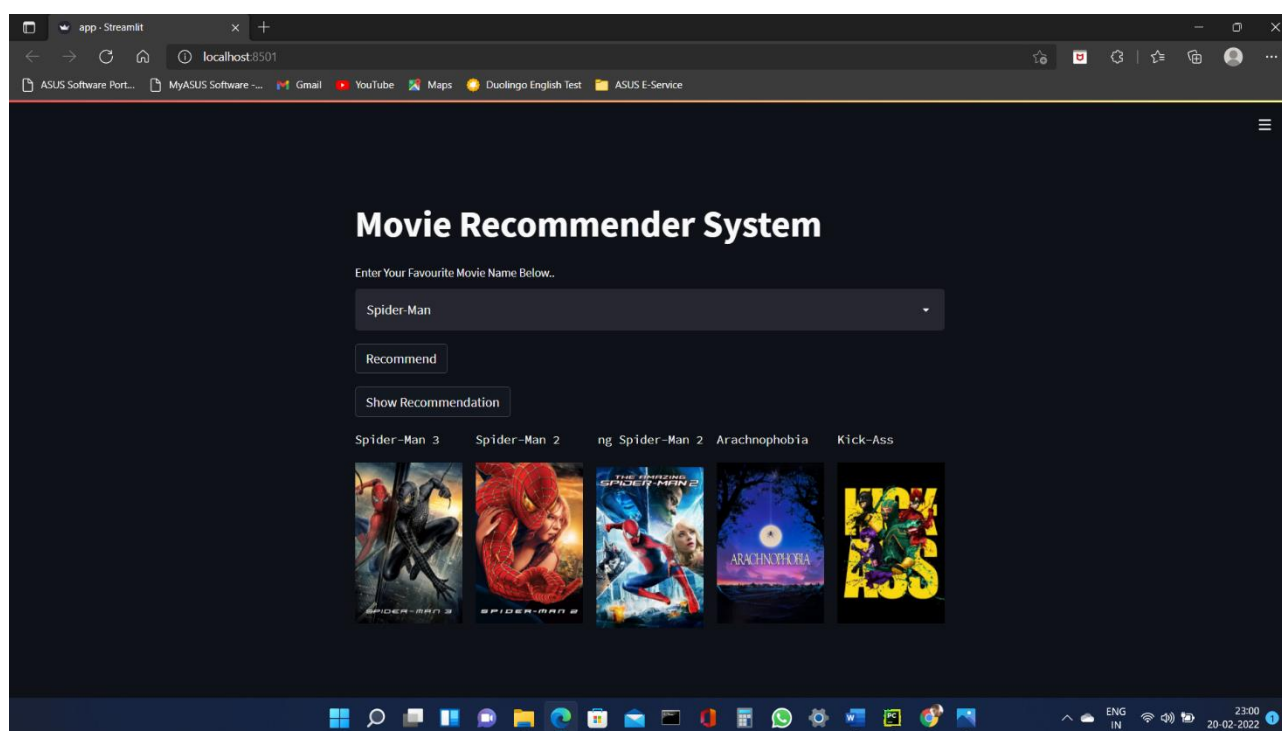 app · Streamlit
localhost:8501
ASUS Software Port... MyASUS Software -... Gmail YouTube Maps Duolingo English Test ASUS E-Service
Movie Recommender System
Enter Your Favourite Movie Name Below..
Spider-Man
Recommend
Show Recommendation
Spider-Man 3 Spider-Man 2 ng Spider-Man 2 Arachnophobia Kick-Ass
SPIDER-MAN 3 SPIDER-MAN 2 THE AMAZING SPIDER-MAN 2 ARACHNOPHOBIA KICK ASS
ENG IN 23:00 20-02-2022 1